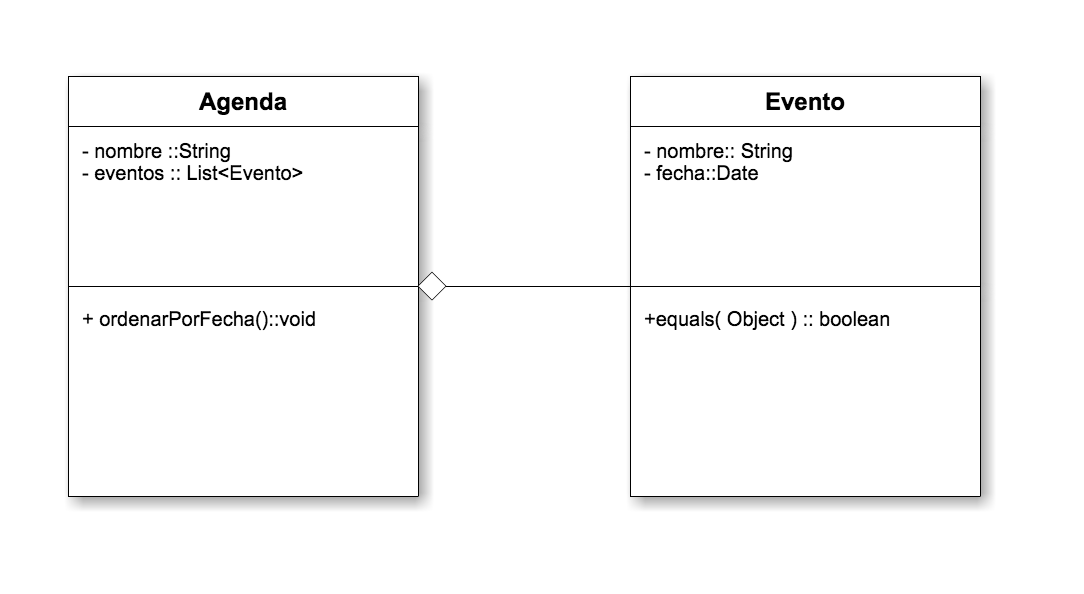 Agenda
- nombre ::String
- eventos :: List<Evento>
+ ordenarPorFecha()::void
Evento
- nombre:: String
- fecha::Date
+equals( Object ) :: boolean